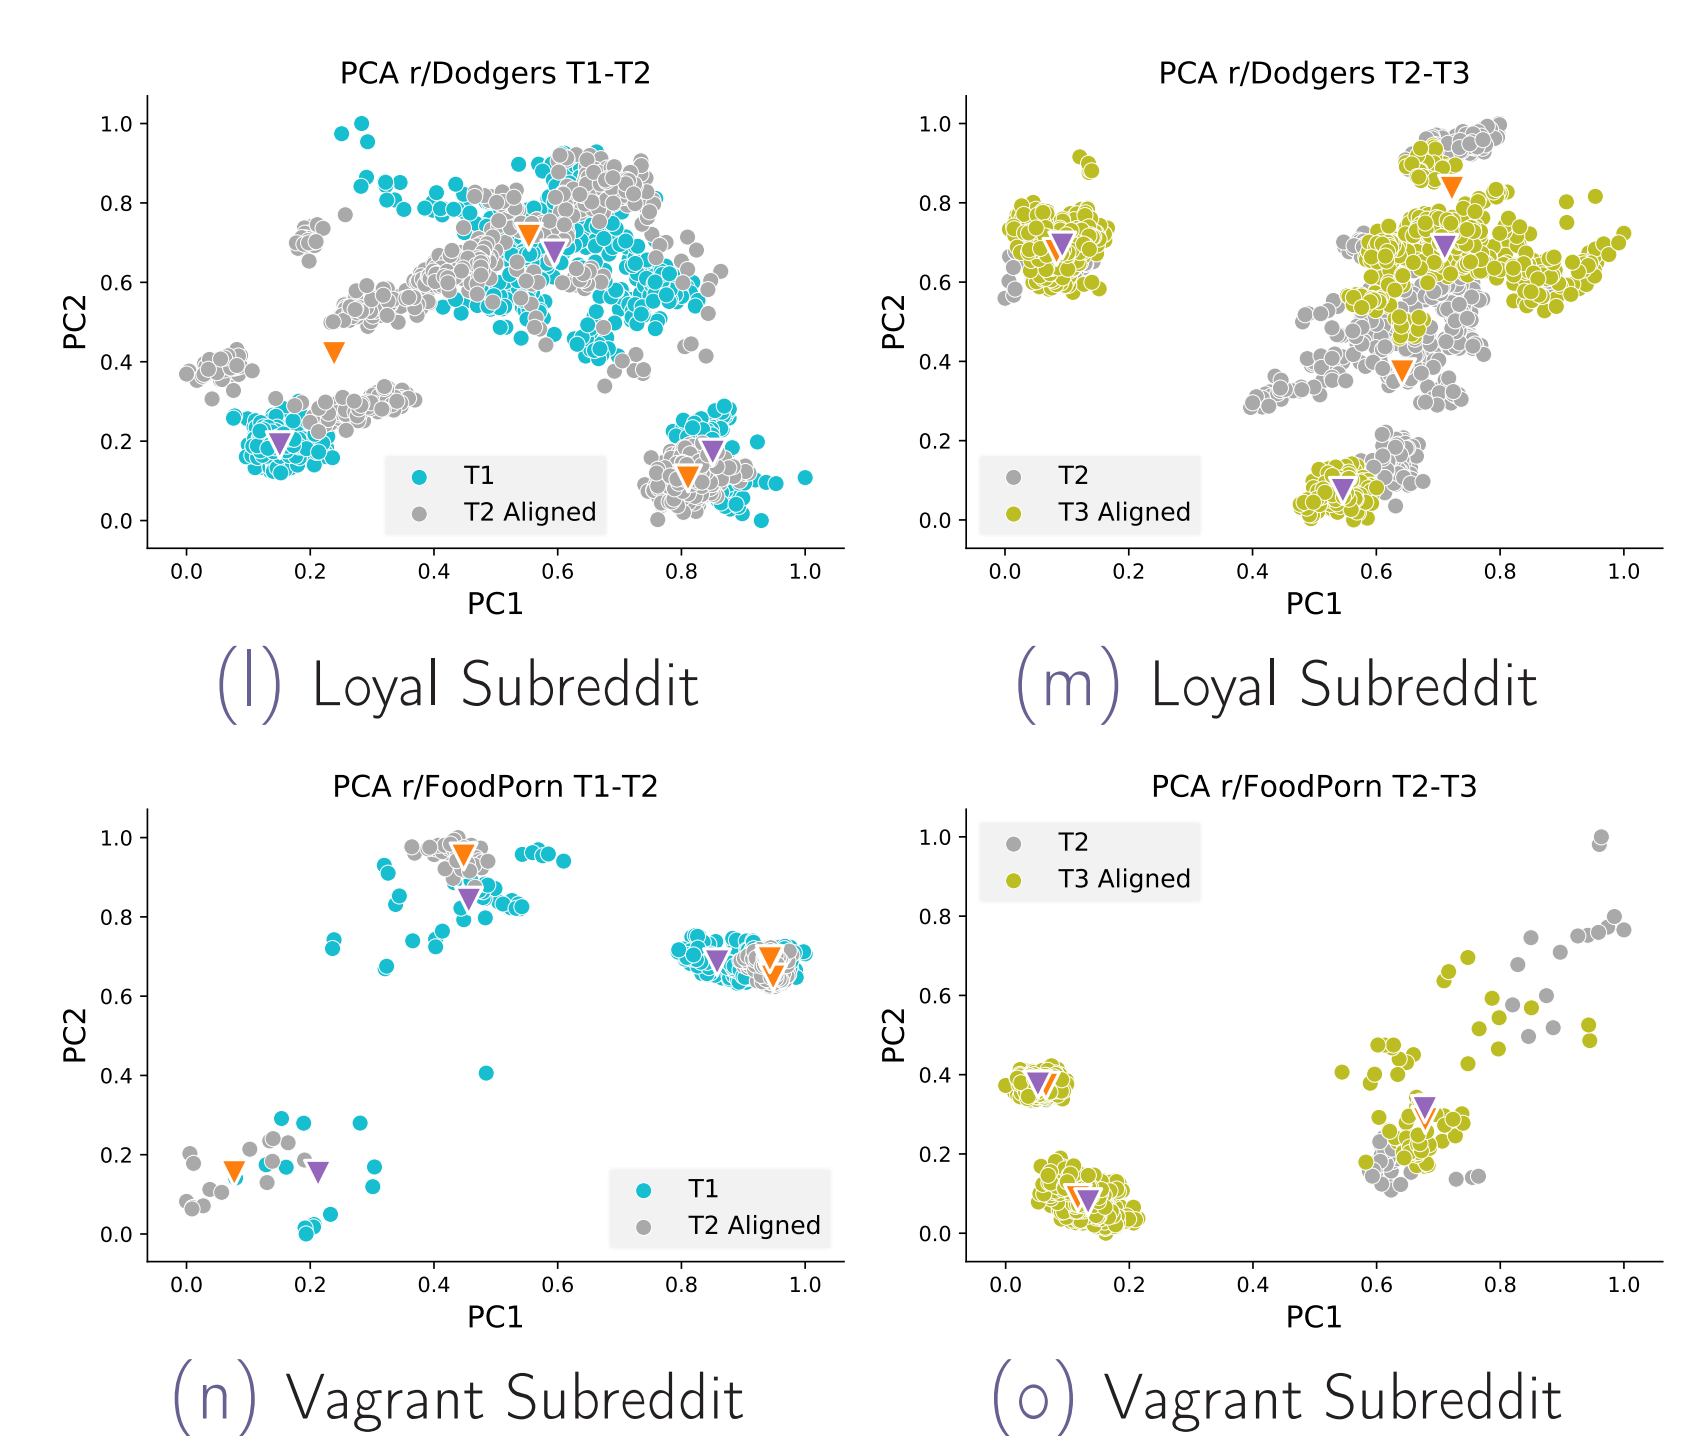 PCA r/Dodgers T1-T2
1.0
0.8
0.6
0.4
0.2
0.0
PC2
T1
T2 Aligned
0.0 0.2 0.4 0.6 0.8 1.0
PC1
(l) Loyal Subreddit
PCA r/Dodgers T2-T3
1.0
0.8
0.6
0.4
0.2
0.0
PC2
T2
T3 Aligned
0.0 0.2 0.4 0.6 0.8 1.0
PC1
(m) Loyal Subreddit
PCA r/FoodPorn T1-T2
1.0
0.8
0.6
0.4
0.2
0.0
PC2
T1
T2 Aligned
0.0 0.2 0.4 0.6 0.8 1.0
PC1
(n) Vagrant Subreddit
PCA r/FoodPorn T2-T3
T2
T3 Aligned
1.0
0.8
0.6
0.4
0.2
0.0
PC2
0.0 0.2 0.4 0.6 0.8 1.0
PC1
(o) Vagrant Subreddit